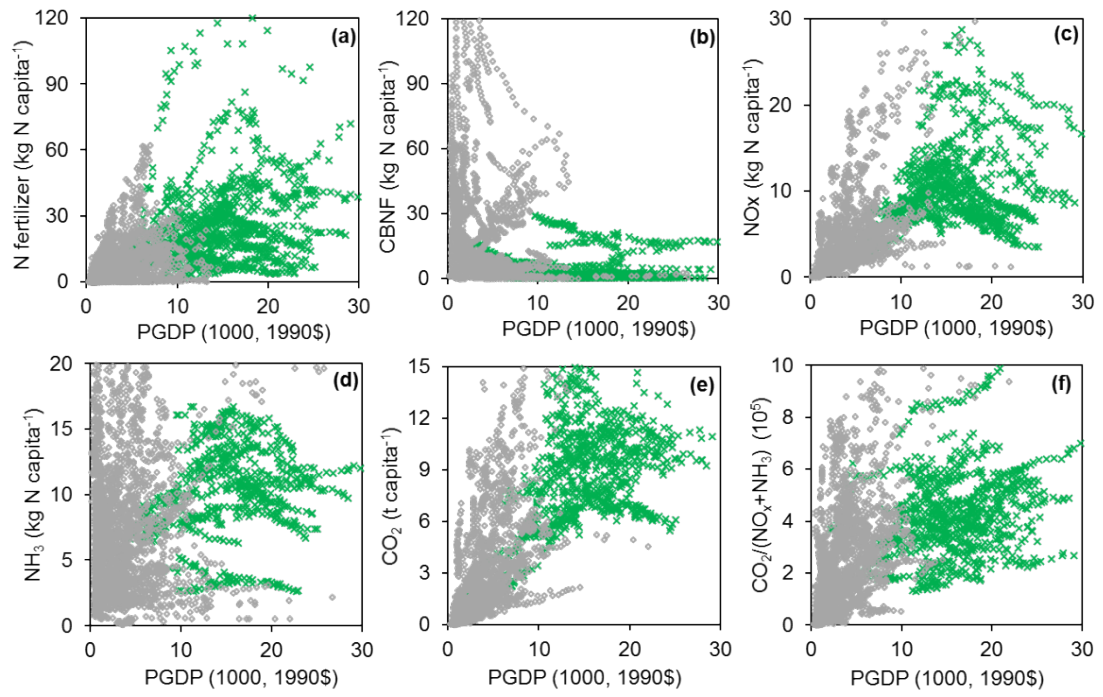 (a)
N fertilizer (kg N capita⁻¹)
120
90
60
30
0
0 10 20 30
PGDP (1000, 1990$)
(b)
CBNF (kg N capita⁻¹)
120
90
60
30
0
0 10 20 30
PGDP (1000, 1990$)
(c)
NOx (kg N capita⁻¹)
30
20
10
0
0 10 20 30
PGDP (1000, 1990$)
(d)
NH₃ (kg N capita⁻¹)
20
15
10
5
0
0 10 20 30
PGDP (1000, 1990$)
(e)
CO₂ (t capita⁻¹)
15
12
9
6
3
0
0 10 20 30
PGDP (1000, 1990$)
(f)
CO₂/(NOₓ+NH₃) (10⁵)
10
8
6
4
2
0
0 10 20 30
PGDP (1000, 1990$)